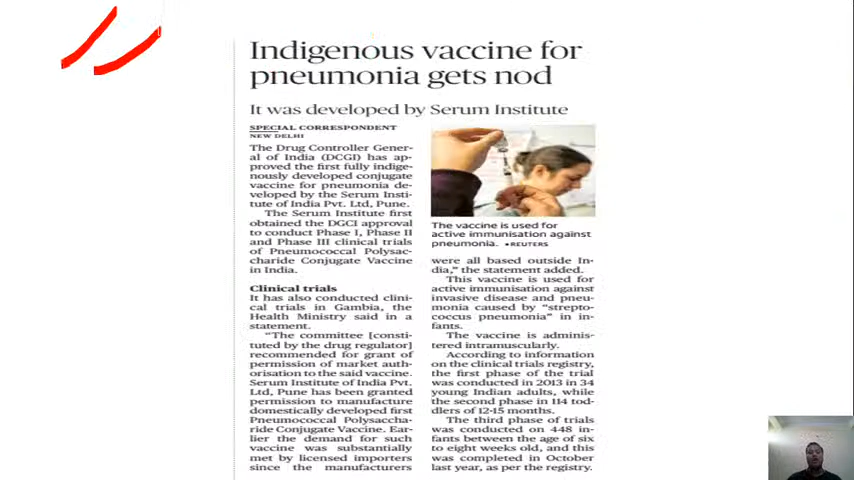 Indigenous vaccine for
pneumonia gets nod
It was developed by Serum Institute
SPECIAL CORRESPONDENT
NEW DELHI
The Drug Controller Gener-
al of India (DCGI) has ap-
proved the first fully indige-
nously developed conjugate
vaccine for pneumonia de-
veloped by the Serum Insti-
tute of India Pvt. Ltd, Pune.
The Serum Institute first
obtained the DGCI approval
to conduct Phase I, Phase II
and Phase III clinical trials
of Pneumococcal Polysac-
charide Conjugate Vaccine
in India.
Clinical trials
It has also conducted clini-
cal trials in Gambia, the
Health Ministry said in a
statement.
“The committee [consti-
tuted by the drug regulator]
recommended for grant of
permission of market auth-
orisation to the said vaccine.
Serum Institute of India Pvt.
Ltd, Pune has been granted
permission to manufacture
domestically developed first
Pneumococcal Polysaccha-
ride Conjugate Vaccine. Ear-
lier the demand for such
vaccine was substantially
met by licensed importers
since the manufacturers
The vaccine is used for
active immunisation against
pneumonia. •REUTERS
were all based outside In-
dia,” the statement added.
This vaccine is used for
active immunisation against
invasive disease and pneu-
monia caused by “strepto-
coccus pneumonia” in in-
fants.
The vaccine is adminis-
tered intramuscularly.
According to information
on the clinical trials registry,
the first phase of the trial
was conducted in 2013 in 34
young Indian adults, while
the second phase in 114 tod-
dlers of 12-15 months.
The third phase of trials
was conducted on 448 in-
fants between the age of six
to eight weeks old, and this
was completed in October
last year, as per the registry.